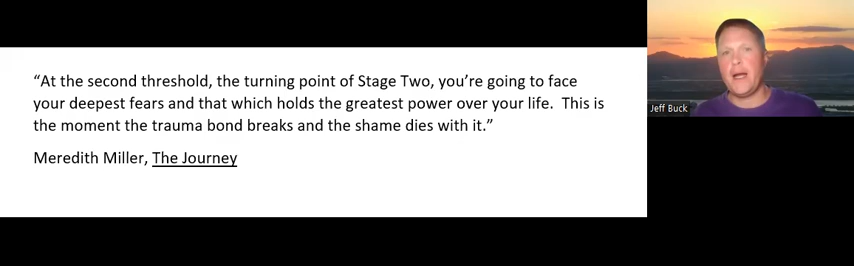 “At the second threshold, the turning point of Stage Two, you’re going to face
your deepest fears and that which holds the greatest power over your life.  This is
the moment the trauma bond breaks and the shame dies with it.”
Meredith Miller, The Journey
Jeff Buck